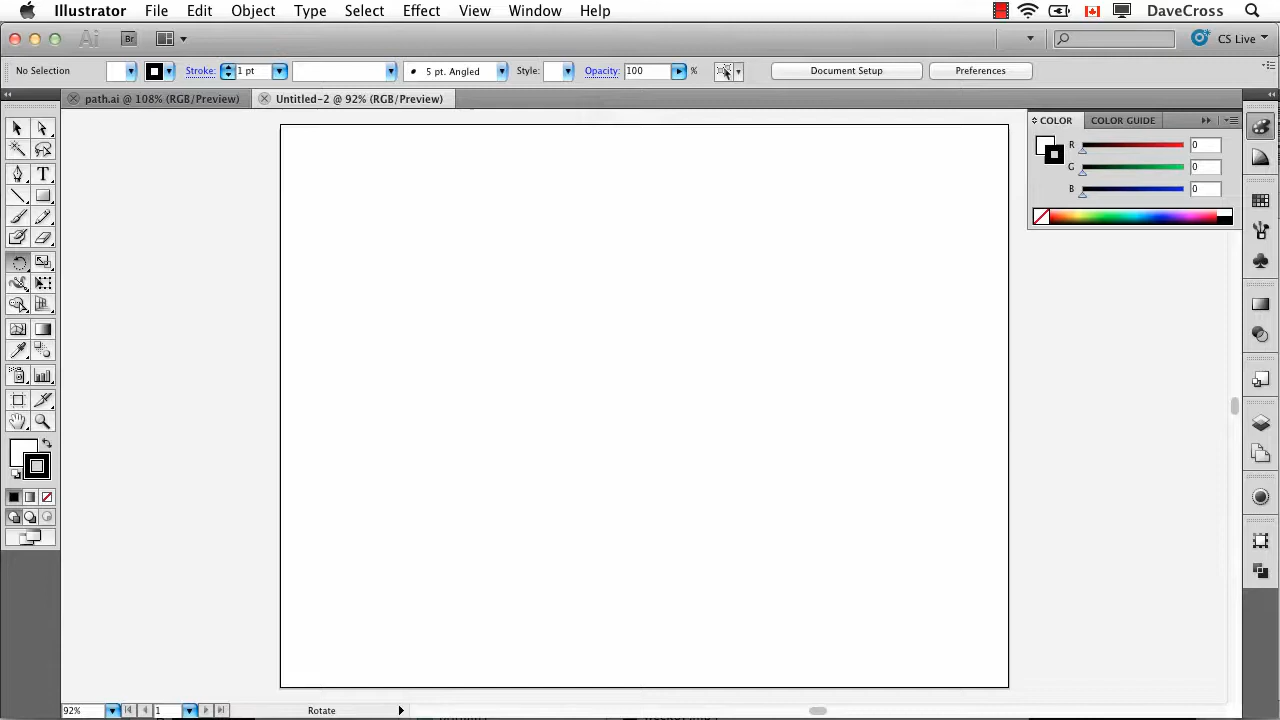 Illustrator File Edit Object Type Select Effect View Window Help DaveCross
Ai Br CS Live
No Selection Stroke: 1 pt 5 pt. Angled Style: Opacity: 100 % Document Setup Preferences
path.ai @ 108% (RGB/Preview) Untitled-2 @ 92% (RGB/Preview)
COLOR COLOR GUIDE
R 0
G 0
B 0
T
92% 1 Rotate